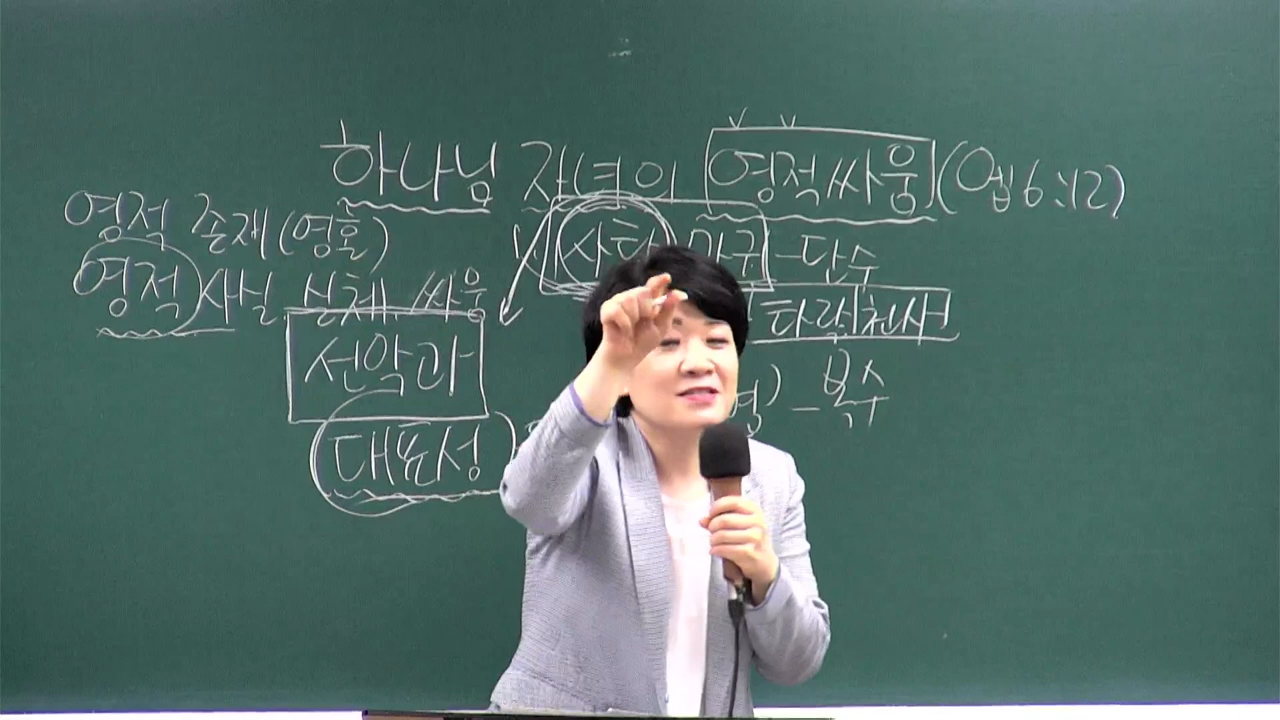 하나님 자녀의 영적싸움 (엡6:12)
영적 존재 (영혼)
영적 사실 실체 싸움
사탄 마귀 - 단수
타락천사
선악과
- 복수
대표성